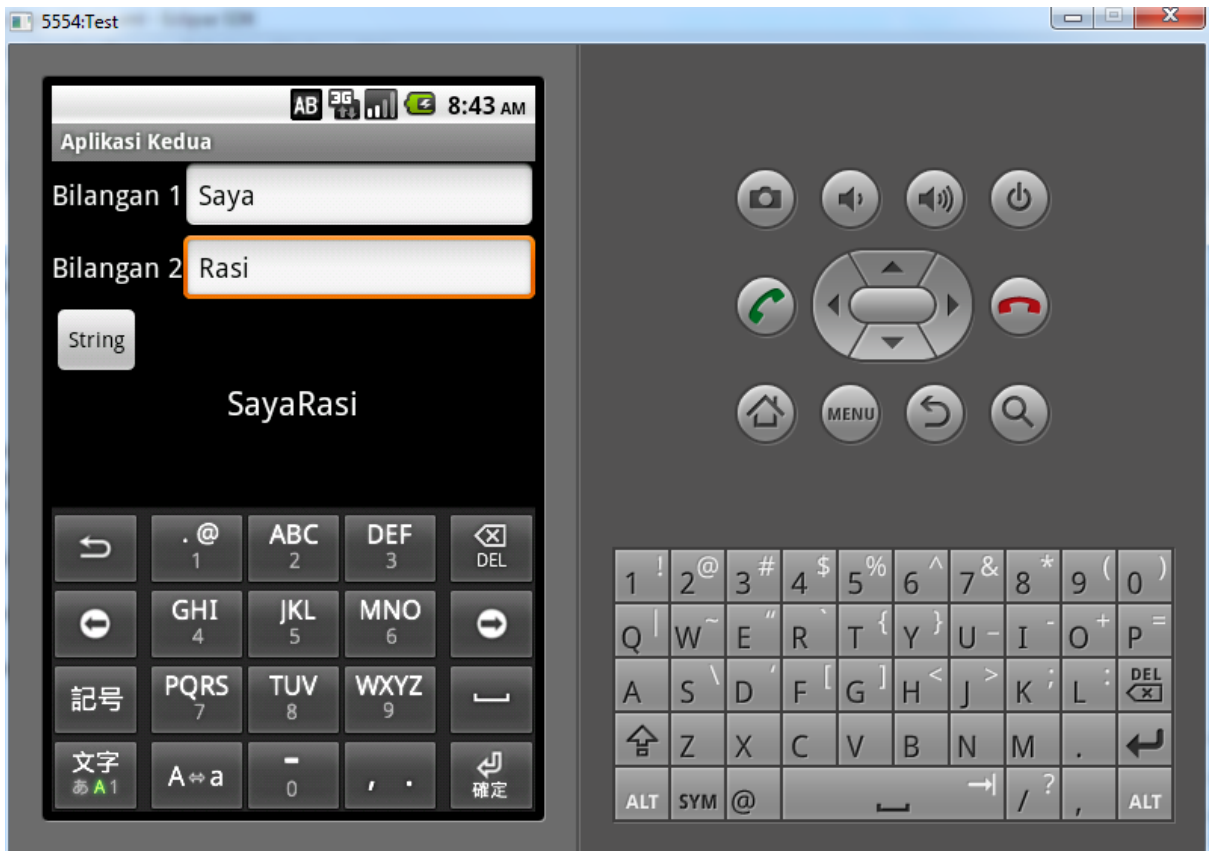 5554:Test
AB 3G 8:43 AM
Aplikasi Kedua
Bilangan 1 Saya
Bilangan 2 Rasi
String
SayaRasi
. @ ABC DEF DEL
1 2 3
GHI JKL MNO
4 5 6
記号 PQRS TUV WXYZ
7 8 9
文字 A⇔a - , . 確定
あA1 0
MENU
1 ! 2 @ 3 # 4 $ 5 % 6 ^ 7 & 8 * 9 ( 0 )
Q | W ~ E " R ` T { Y } U _ I - O + P =
A S \ D ' F [ G ] H < J > K ; L : DEL
Z X C V B N M .
ALT SYM @ / ? , ALT